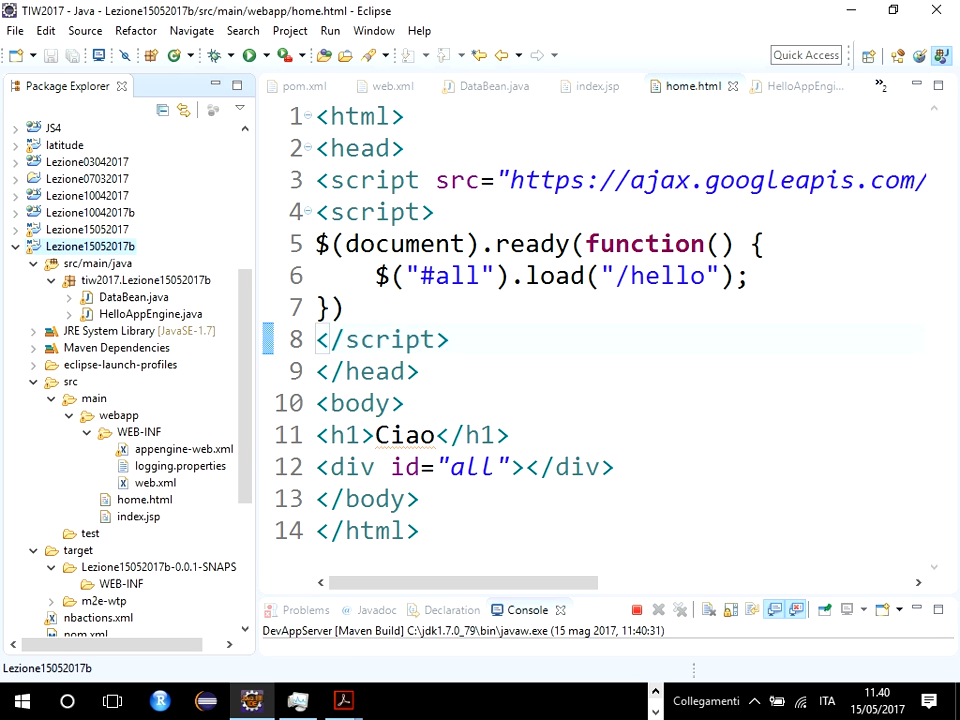 TIW2017 - Java - Lezione15052017b/src/main/webapp/home.html - Eclipse
File Edit Source Refactor Navigate Search Project Run Window Help
Quick Access
Package Explorer
JS4
latitude
Lezione03042017
Lezione07032017
Lezione10042017
Lezione10042017b
Lezione15052017
Lezione15052017b
src/main/java
tiw2017.Lezione15052017b
DataBean.java
HelloAppEngine.java
JRE System Library [JavaSE-1.7]
Maven Dependencies
eclipse-launch-profiles
src
main
webapp
WEB-INF
appengine-web.xml
logging.properties
web.xml
home.html
index.jsp
test
target
Lezione15052017b-0.0.1-SNAPS
WEB-INF
m2e-wtp
nbactions.xml
pom.xml
pom.xml web.xml DataBean.java index.jsp home.html HelloAppEngi... »2
1 <html>
2 <head>
3 <script src="https://ajax.googleapis.com/
4 <script>
5 $(document).ready(function() {
6 $("#all").load("/hello");
7 })
8 </script>
9 </head>
10 <body>
11 <h1>Ciao</h1>
12 <div id="all"></div>
13 </body>
14 </html>
Problems Javadoc Declaration Console
DevAppServer [Maven Build] C:\jdk1.7.0_79\bin\javaw.exe (15 mag 2017, 11:40:31)
Lezione15052017b
Collegamenti ITA
11.40
15/05/2017